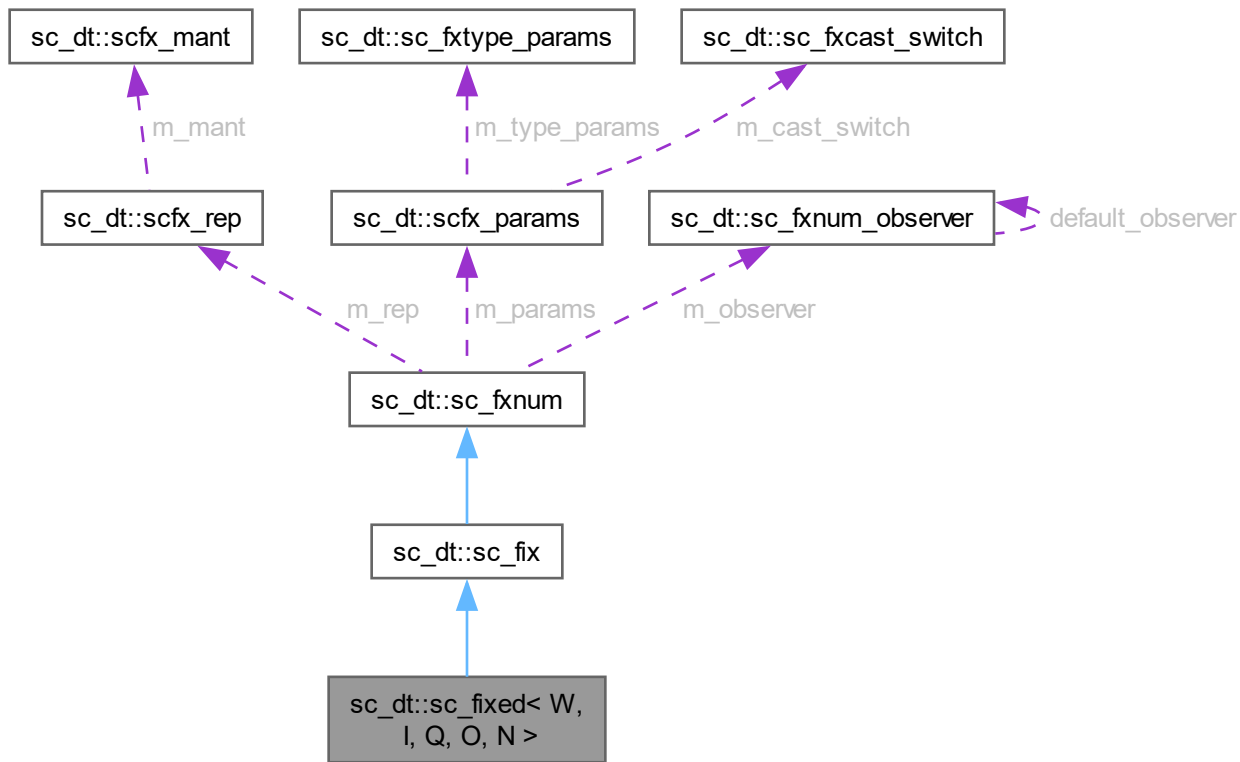 sc_dt::scfx_mant
sc_dt::sc_fxtype_params
sc_dt::sc_fxcast_switch
m_mant
m_type_params
m_cast_switch
sc_dt::scfx_rep
sc_dt::scfx_params
sc_dt::sc_fxnum_observer
default_observer
m_rep
m_params
m_observer
sc_dt::sc_fxnum
sc_dt::sc_fix
sc_dt::sc_fixed< W,
I, Q, O, N >